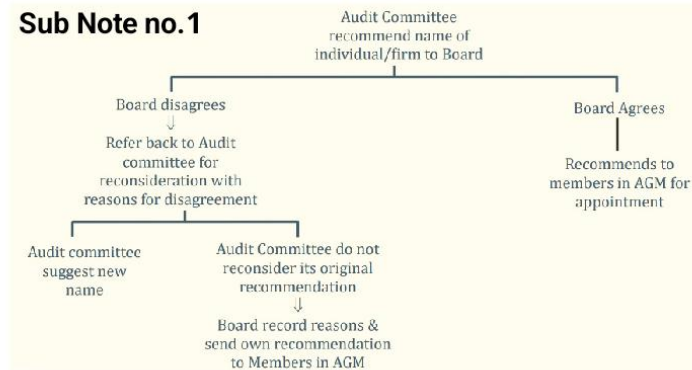 Sub Note no.1
Audit Committee
recommend name of
individual/firm to Board
Board disagrees
Refer back to Audit
committee for
reconsideration with
reasons for disagreement
Audit committee
suggest new
name
Audit Committee do not
reconsider its original
recommendation
Board record reasons &
send own recommendation
to Members in AGM
Board Agrees
Recommends to
members in AGM for
appointment